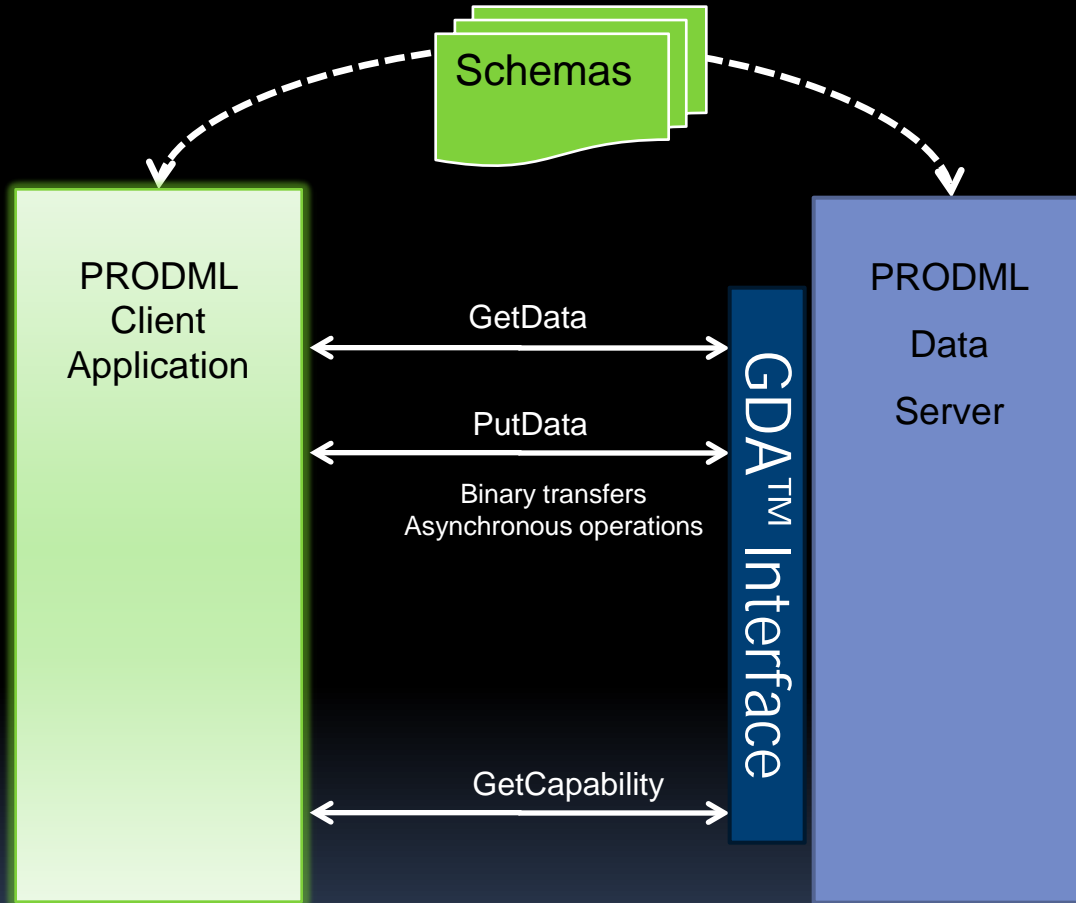 Schemas
PRODML
Client
Application
GetData
PutData
Binary transfers
Asynchronous operations
GetCapability
GDA™ Interface
PRODML
Data
Server